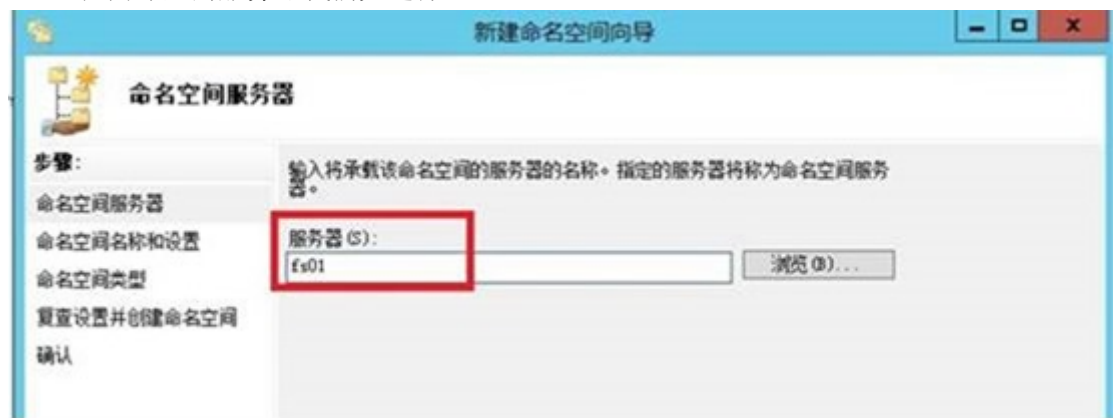 新建命名空间向导
命名空间服务器
步骤:
命名空间服务器
命名空间名称和设置
命名空间类型
复查设置并创建命名空间
确认
输入将承载该命名空间的服务器的名称。指定的服务器将称为命名空间服务
器。
服务器(S):
fs01
浏览(B)...